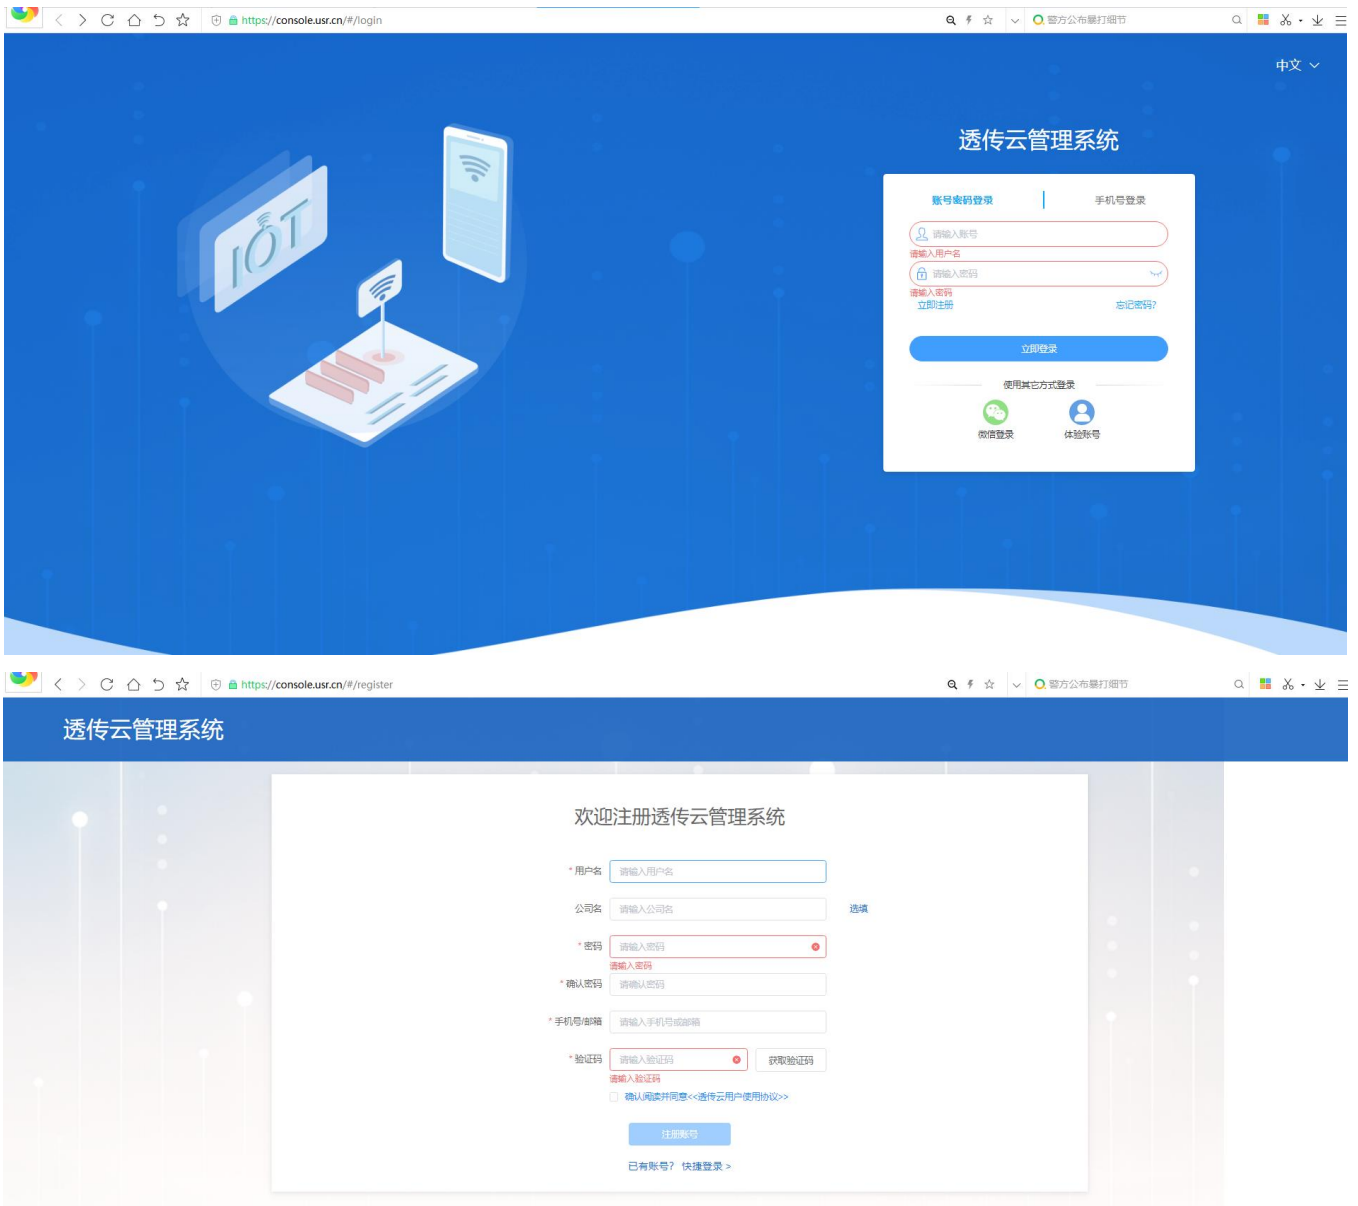 https://console.usr.cn/#/login
警方公布暴打细节
中文
透传云管理系统
账号密码登录
手机号登录
请输入账号
请输入用户名
请输入密码
请输入密码
立即注册
忘记密码?
立即登录
使用其它方式登录
微信登录
体验账号
IOT
https://console.usr.cn/#/register
警方公布暴打细节
透传云管理系统
欢迎注册透传云管理系统
* 用户名 请输入用户名
公司名 请输入公司名 选填
* 密码 请输入密码
请输入密码
* 确认密码 请确认密码
* 手机号/邮箱 请输入手机号或邮箱
* 验证码 请输入验证码 获取验证码
请输入验证码
确认阅读并同意<<透传云用户使用协议>>
注册账号
已有账号? 快捷登录 >